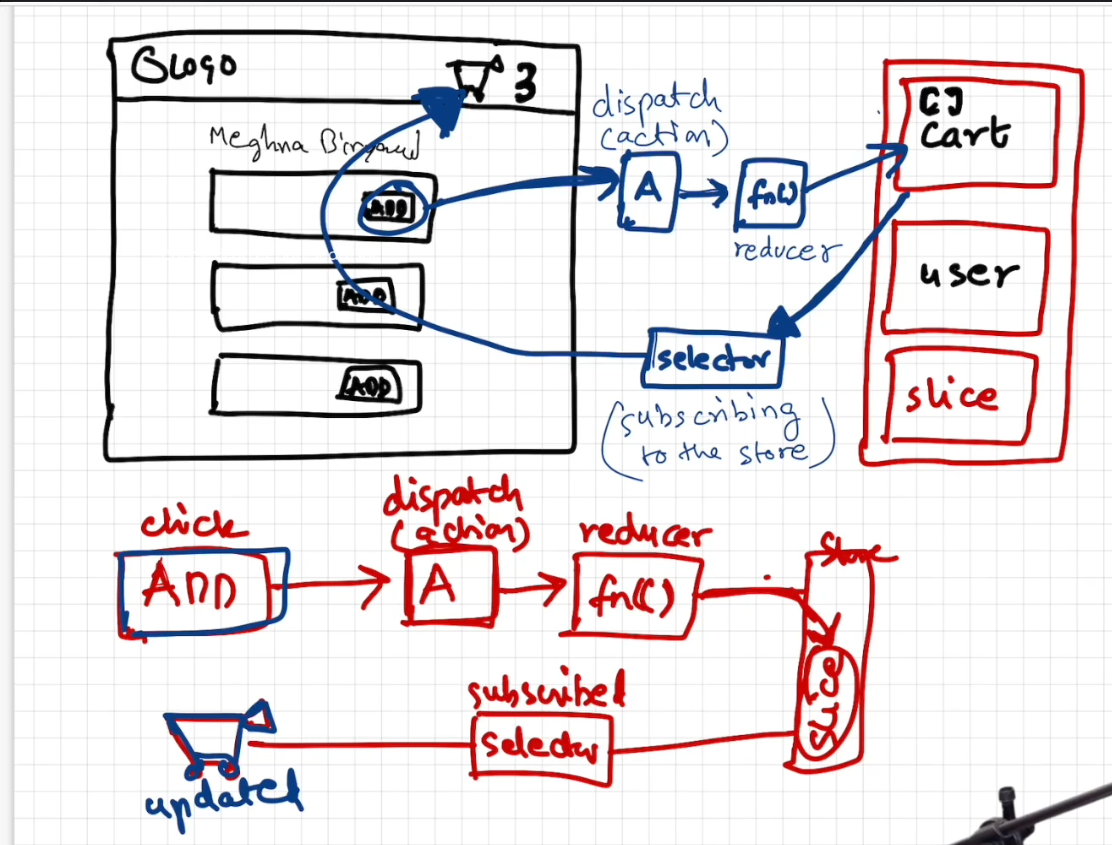 Logo
3
Meghna Biryani
ADD
ADD
ADD
dispatch
(action)
A
fn()
reducer
[]
cart
user
slice
selector
(subscribing
to the store)
click
ADD
dispatch
(action)
A
reducer
fn()
Store
slice
subscribed
selector
updated